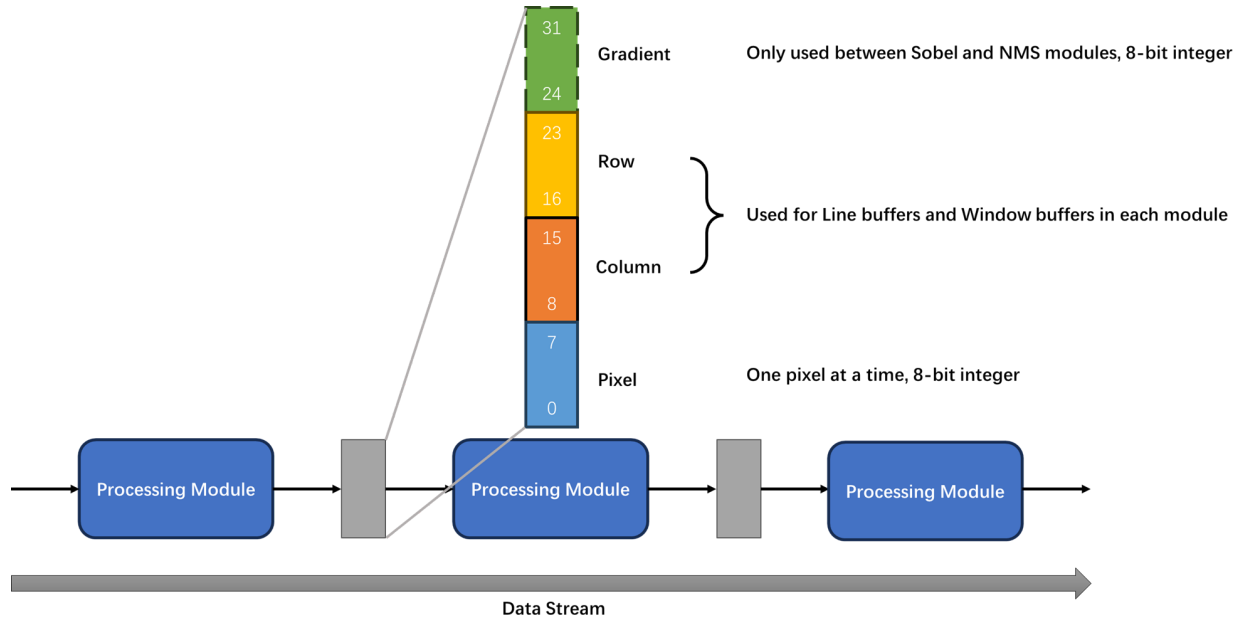 31
Gradient
Only used between Sobel and NMS modules, 8-bit integer
24
23
Row
16
Used for Line buffers and Window buffers in each module
15
Column
8
7
Pixel
One pixel at a time, 8-bit integer
0
Processing Module
Processing Module
Processing Module
Data Stream